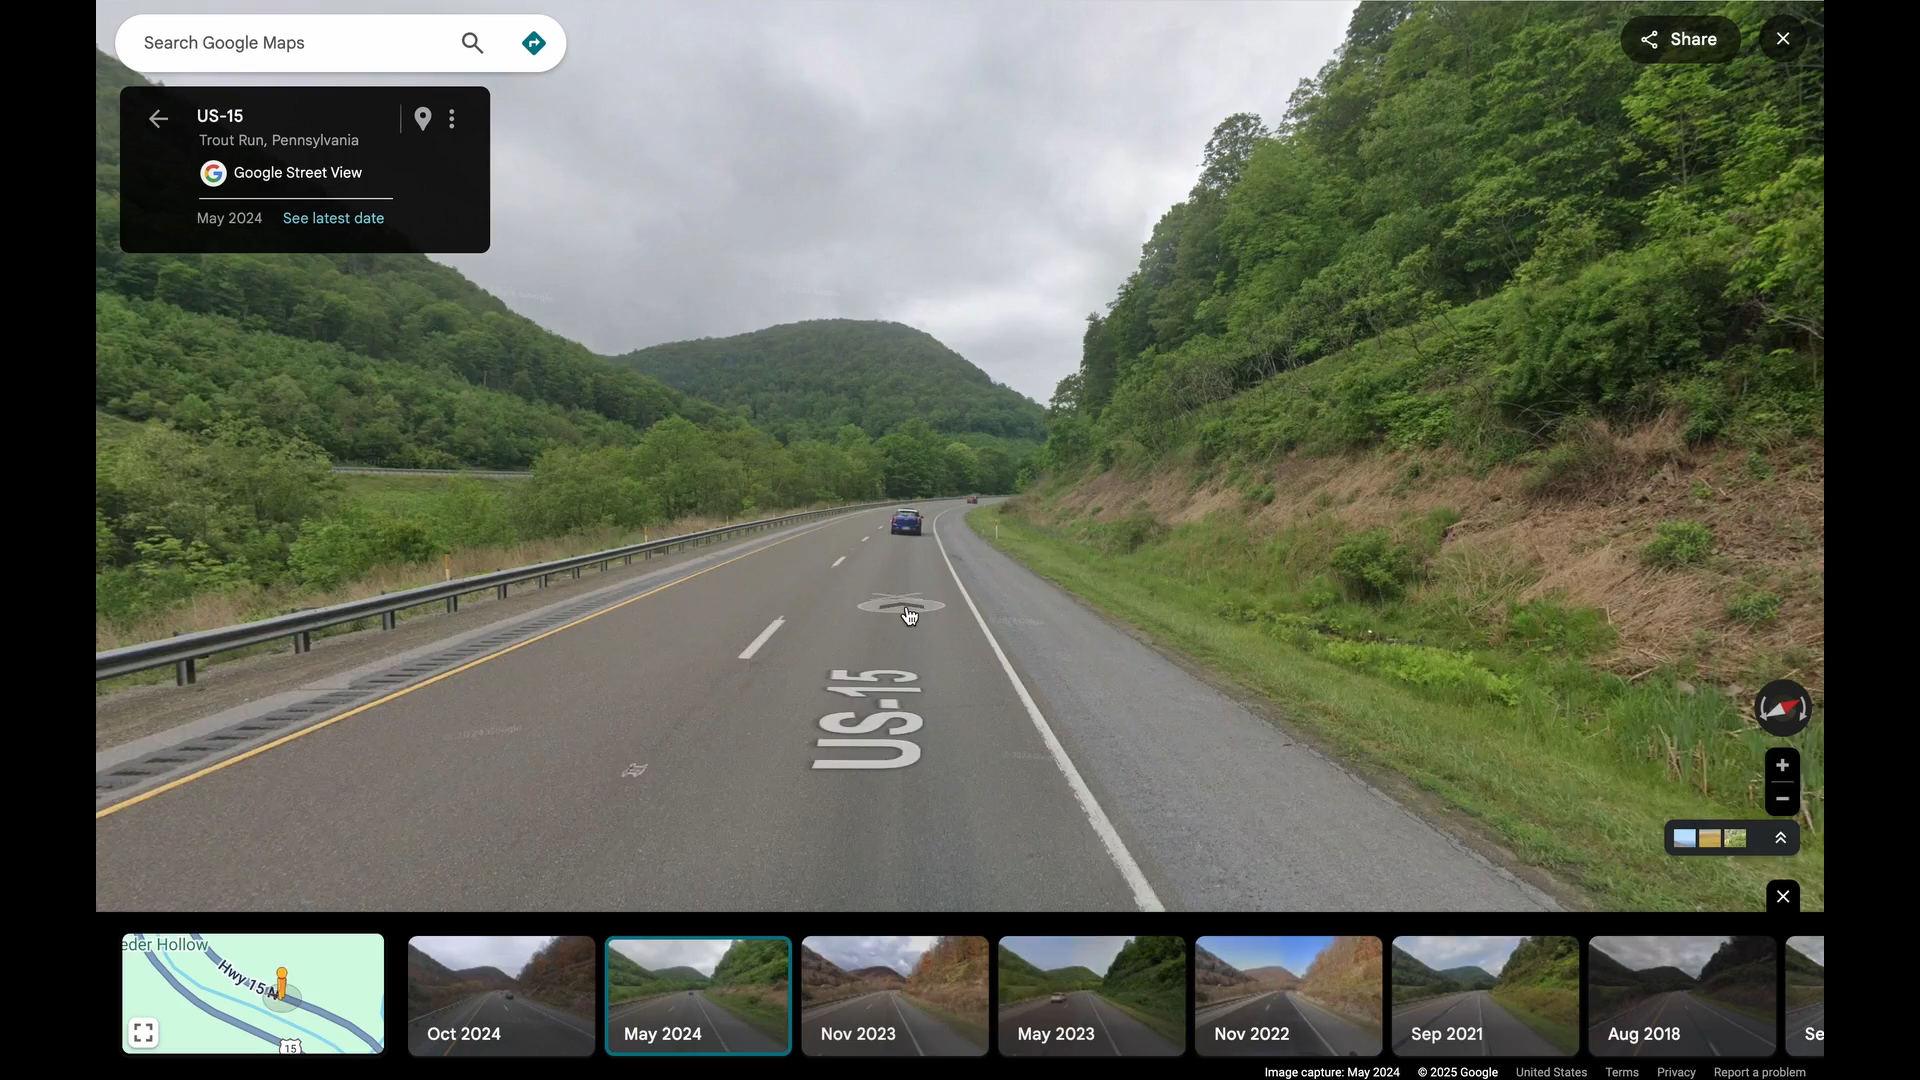 Search Google Maps
Share
US-15
Trout Run, Pennsylvania
Google Street View
May 2024 See latest date
US-15
eder Hollow
Hwy 15 N
15
Oct 2024
May 2024
Nov 2023
May 2023
Nov 2022
Sep 2021
Aug 2018
Se
Image capture: May 2024 © 2025 Google United States Terms Privacy Report a problem